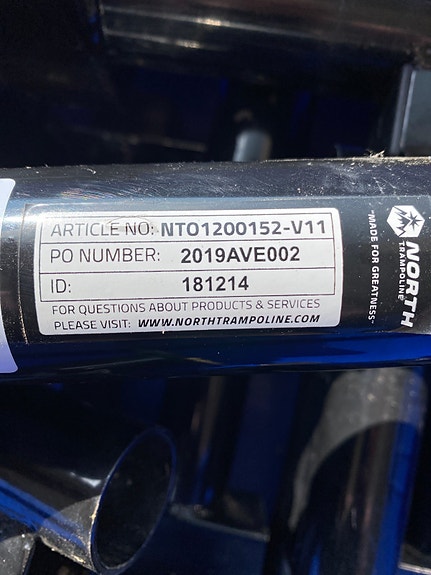 ARTICLE NO: NTO1200152-V11
PO NUMBER: 2019AVE002
ID: 181214
FOR QUESTIONS ABOUT PRODUCTS & SERVICES
PLEASE VISIT: WWW.NORTHTRAMPOLINE.COM
NORTH
TRAMPOLINE
"MADE FOR GREATNESS"